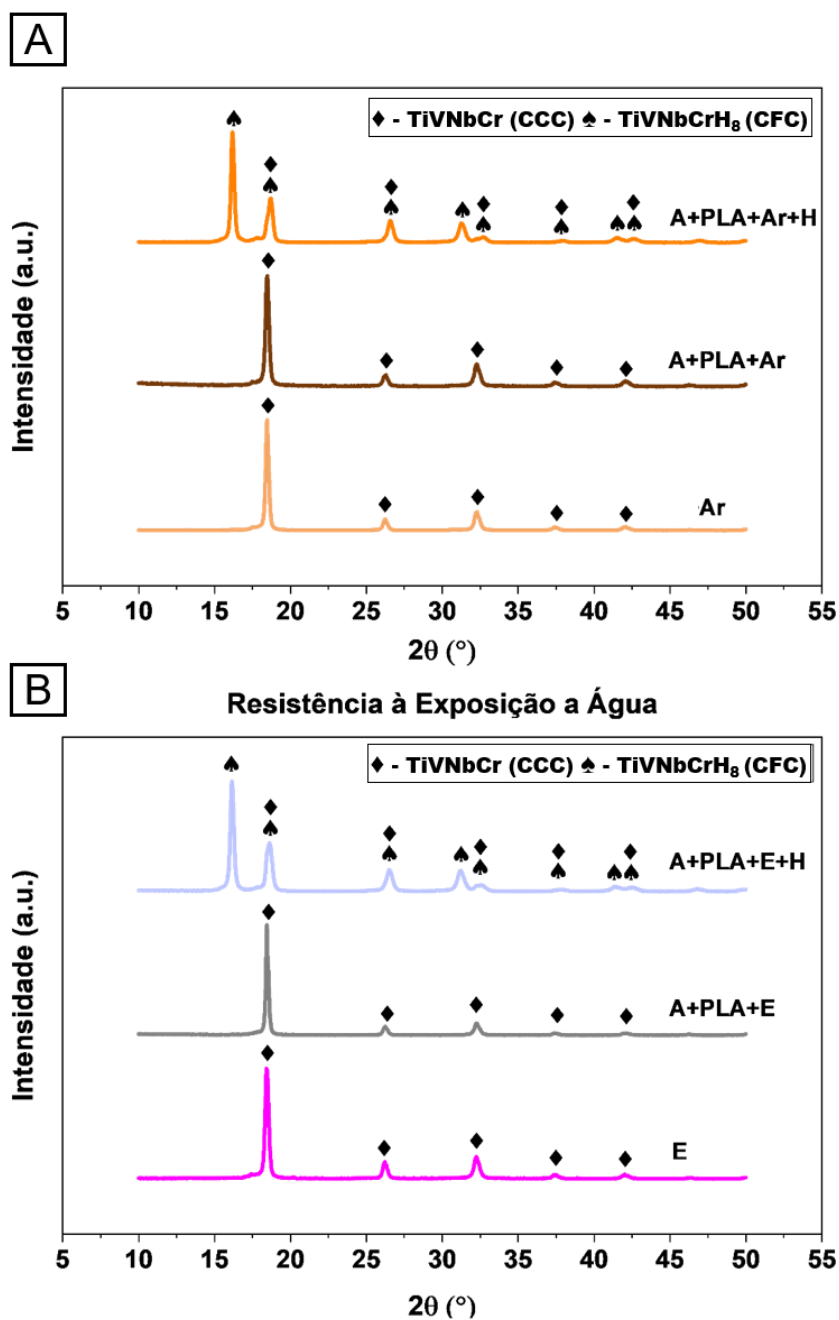 A
♦ - TiVNbCr (CCC) ♠ - TiVNbCrH₈ (CFC)
A+PLA+Ar+H
A+PLA+Ar
Ar
Intensidade (a.u.)
5 10 15 20 25 30 35 40 45 50 55
2θ (°)
B
Resistência à Exposição a Água
♦ - TiVNbCr (CCC) ♠ - TiVNbCrH₈ (CFC)
A+PLA+E+H
A+PLA+E
E
Intensidade (a.u.)
5 10 15 20 25 30 35 40 45 50 55
2θ (°)